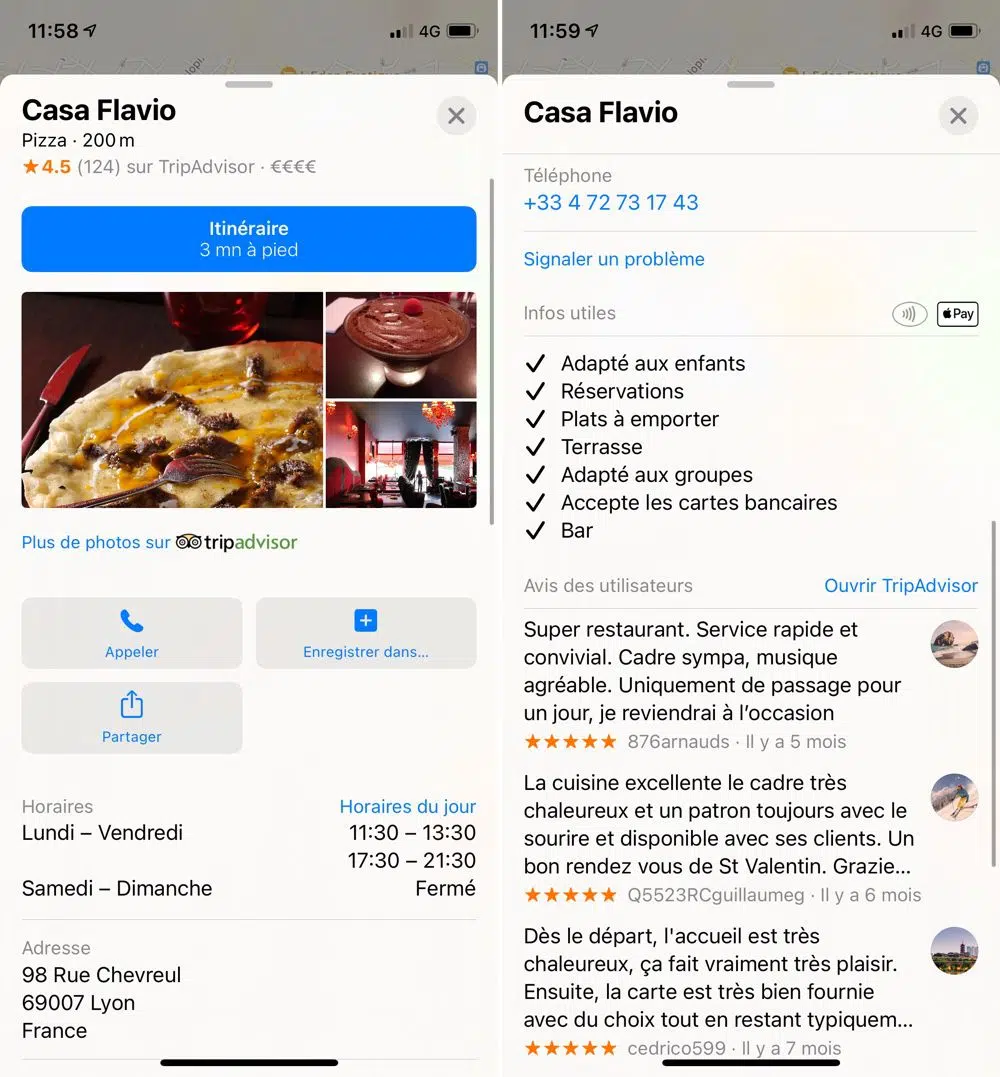 11:58
4G
Casa Flavio
Pizza · 200 m
★ 4.5 (124) sur TripAdvisor · €€€€
Itinéraire
3 mn à pied
Plus de photos sur tripadvisor
Appeler
Enregistrer dans...
Partager
Horaires
Horaires du jour
Lundi – Vendredi
11:30 – 13:30
17:30 – 21:30
Samedi – Dimanche
Fermé
Adresse
98 Rue Chevreul
69007 Lyon
France
11:59
4G
Casa Flavio
Téléphone
+33 4 72 73 17 43
Signaler un problème
Infos utiles
Pay
✓ Adapté aux enfants
✓ Réservations
✓ Plats à emporter
✓ Terrasse
✓ Adapté aux groupes
✓ Accepte les cartes bancaires
✓ Bar
Avis des utilisateurs
Ouvrir TripAdvisor
Super restaurant. Service rapide et
convivial. Cadre sympa, musique
agréable. Uniquement de passage pour
un jour, je reviendrai à l’occasion
★★★★★ 876arnauds · Il y a 5 mois
La cuisine excellente le cadre très
chaleureux et un patron toujours avec le
sourire et disponible avec ses clients. Un
bon rendez vous de St Valentin. Grazie...
★★★★★ Q5523RCguillaumeg · Il y a 6 mois
Dès le départ, l'accueil est très
chaleureux, ça fait vraiment très plaisir.
Ensuite, la carte est très bien fournie
avec du choix tout en restant typiquem...
★★★★★ cedrico599 · Il y a 7 mois